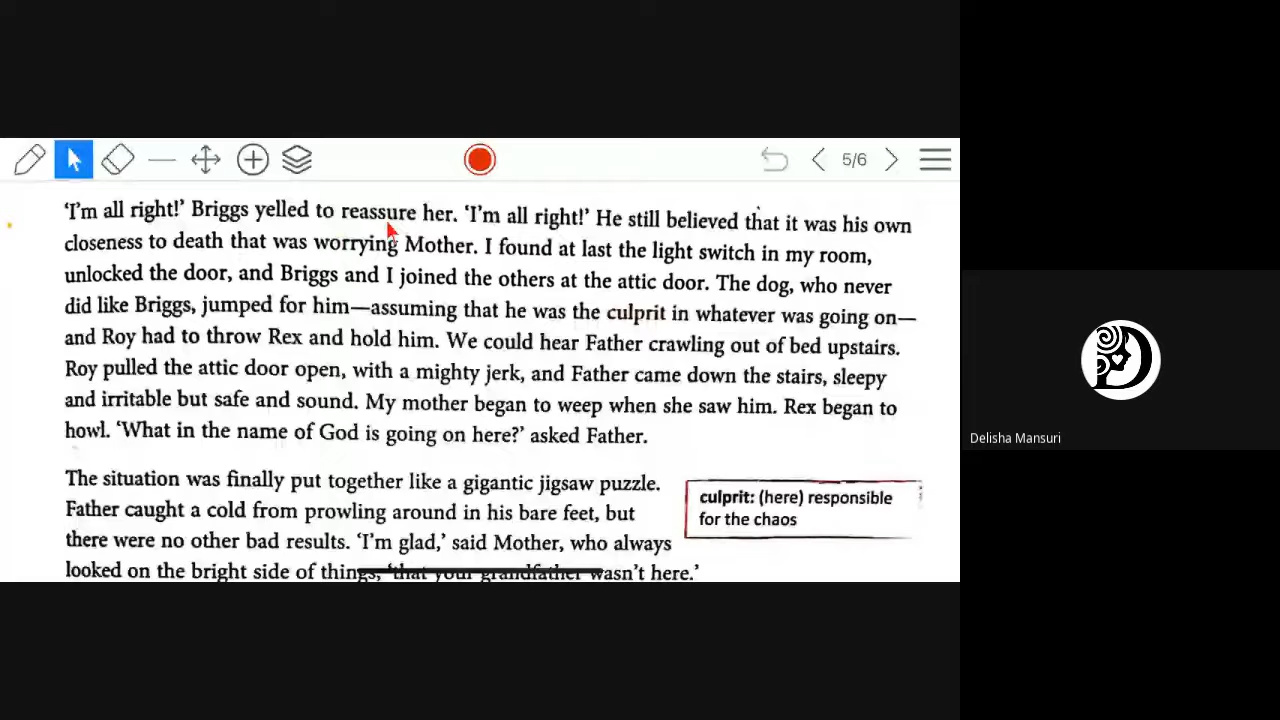 5/6
‘I’m all right!’ Briggs yelled to reassure her. ‘I’m all right!’ He still believed that it was his own
closeness to death that was worrying Mother. I found at last the light switch in my room,
unlocked the door, and Briggs and I joined the others at the attic door. The dog, who never
did like Briggs, jumped for him—assuming that he was the culprit in whatever was going on—
and Roy had to throw Rex and hold him. We could hear Father crawling out of bed upstairs.
Roy pulled the attic door open, with a mighty jerk, and Father came down the stairs, sleepy
and irritable but safe and sound. My mother began to weep when she saw him. Rex began to
howl. ‘What in the name of God is going on here?’ asked Father.
The situation was finally put together like a gigantic jigsaw puzzle.
Father caught a cold from prowling around in his bare feet, but
there were no other bad results. ‘I’m glad,’ said Mother, who always
looked on the bright side of things, ‘that your grandfather wasn’t here.’
culprit: (here) responsible
for the chaos
Delisha Mansuri